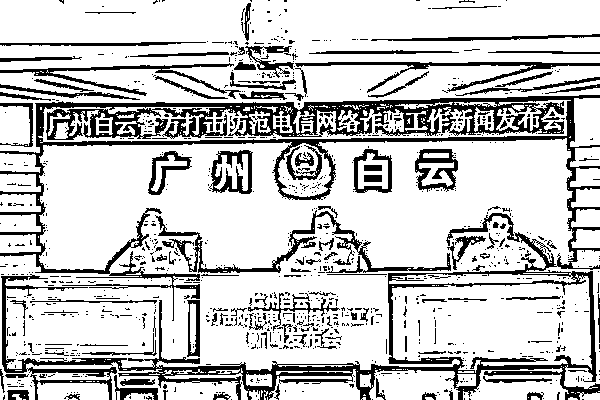 广州白云警方打击防范电信网络诈骗工作新闻发布会
广州 白云
广州白云警方
打击防范电信网络诈骗工作
新闻发布会